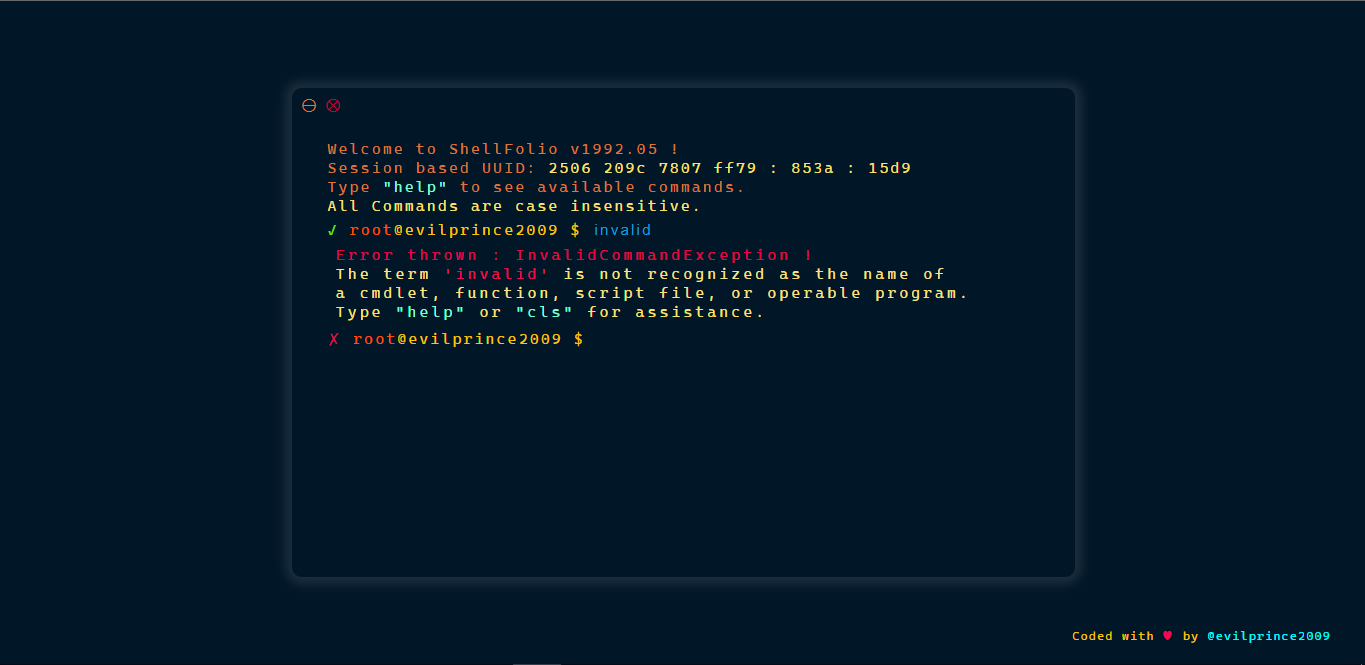 Welcome to ShellFolio v1992.05 !
Session based UUID: 2506 209c 7807 ff79 : 853a : 15d9
Type "help" to see available commands.
All Commands are case insensitive.
✓ root@evilprince2009 $ invalid
Error thrown : InvalidCommandException !
The term 'invalid' is not recognized as the name of
a cmdlet, function, script file, or operable program.
Type "help" or "cls" for assistance.
✗ root@evilprince2009 $
Coded with ♥ by @evilprince2009